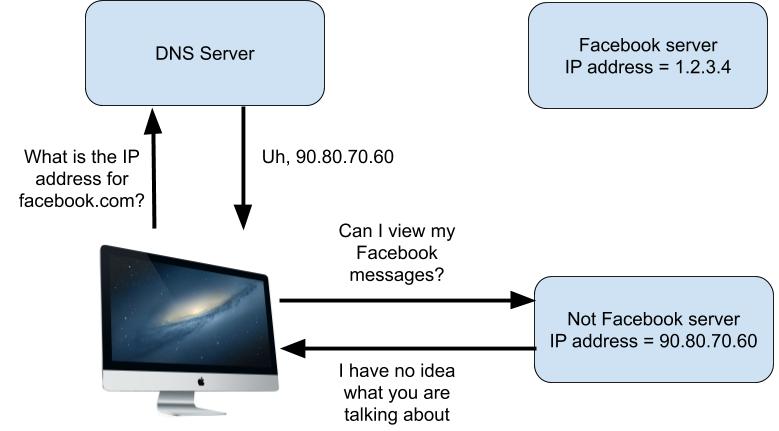 DNS Server
Facebook server
IP address = 1.2.3.4
What is the IP
address for
facebook.com?
Uh, 90.80.70.60
Can I view my
Facebook
messages?
Not Facebook server
IP address = 90.80.70.60
I have no idea
what you are
talking about